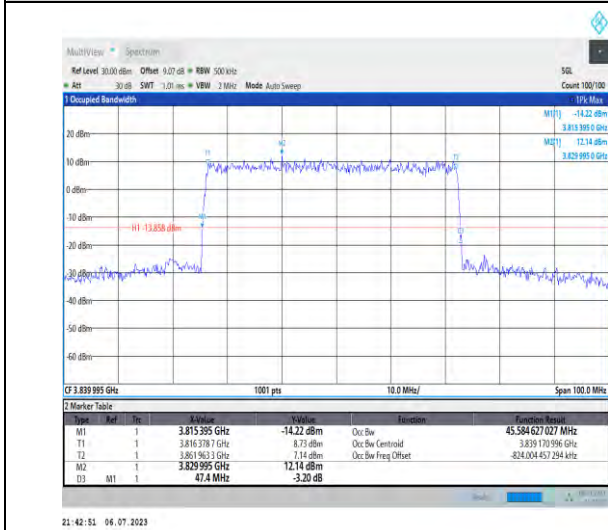 MultiView Spectrum
Ref Level 30.00 dBm Offset 9.07 dB RBW 500 kHz SGL
Att 30 dB SWT 1.01 ms VBW 2 MHz Mode Auto Sweep Count 100/100
1 Occupied Bandwidth 1Pk Max
M1[1] -14.22 dBm
3.815 395 0 GHz
M2[1] 12.14 dBm
3.829 995 0 GHz
20 dBm
T1 M2 T2
10 dBm
0 dBm
-10 dBm
M1
H1 -13.858 dBm
D3
-30 dBm
-40 dBm
-50 dBm
-60 dBm
CF 3.839 995 GHz 1001 pts 10.0 MHz/ Span 100.0 MHz
2 Marker Table
Type Ref Trc X-Value Y-Value Function Function Result
M1 1 3.815 395 GHz -14.22 dBm Occ Bw 45.584 627 027 MHz
T1 1 3.816 378 7 GHz 8.73 dBm Occ Bw Centroid 3.839 170 996 GHz
T2 1 3.861 963 3 GHz 7.14 dBm Occ Bw Freq Offset -824.004 457 294 kHz
M2 1 3.829 995 GHz 12.14 dBm
D3 M1 1 47.4 MHz -3.20 dB
21:42:51 06.07.2023